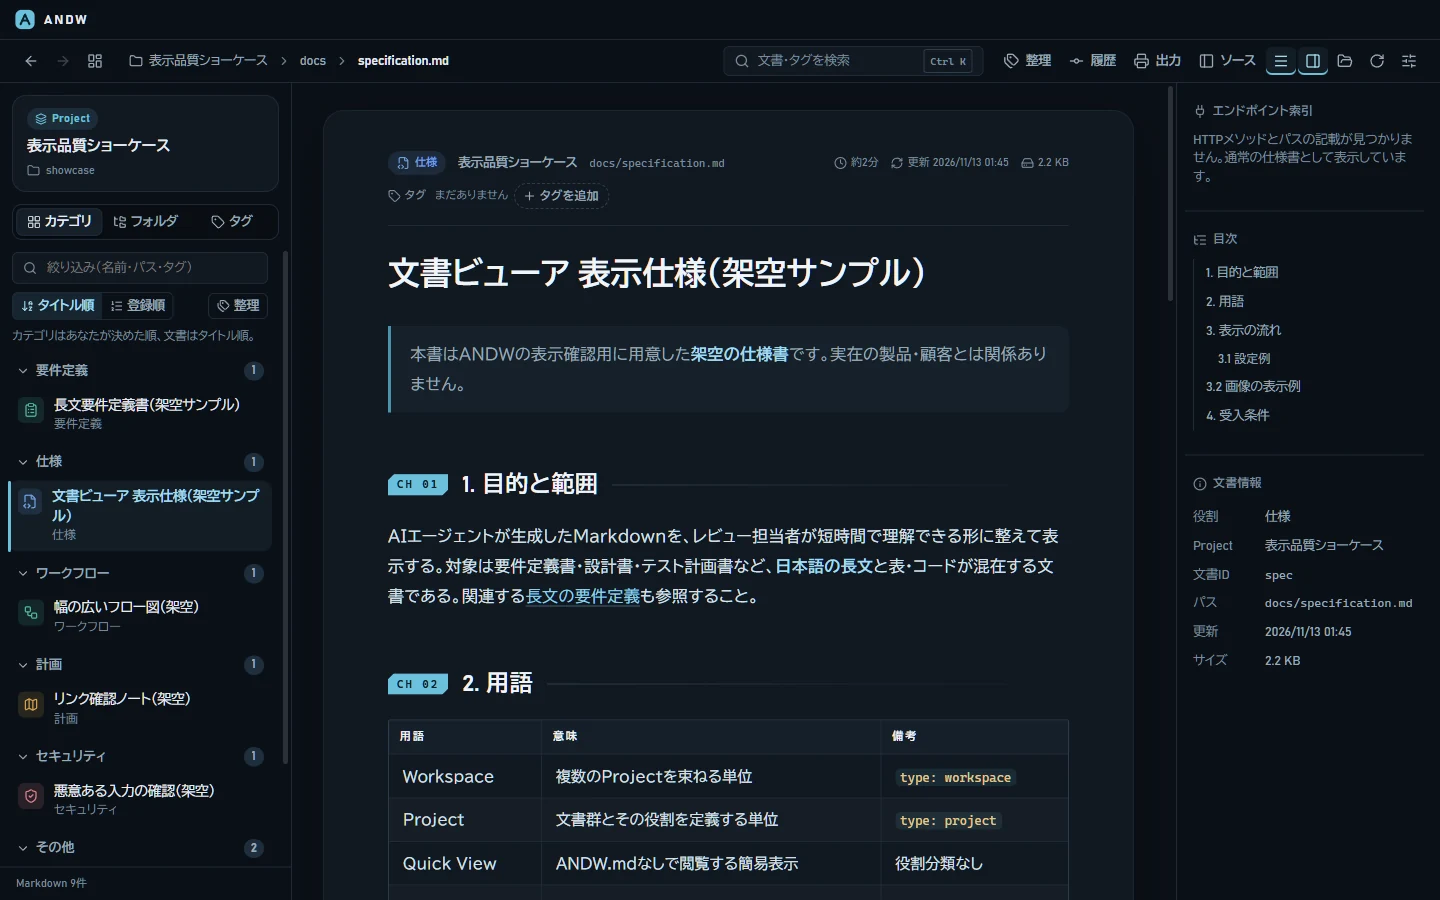 ANDW
表示品質ショーケース > docs > specification.md
文書・タグを検索 Ctrl K
整理 履歴 出力 ソース
Project
表示品質ショーケース
showcase
カテゴリ フォルダ タグ
絞り込み（名前・パス・タグ）
タイトル順 登録順 整理
カテゴリはあなたが決めた順、文書はタイトル順。
要件定義 1
長文要件定義書（架空サンプル）
要件定義
仕様 1
文書ビューア 表示仕様（架空サンプ
ル）
仕様
ワークフロー 1
幅の広いフロー図（架空）
ワークフロー
計画 1
リンク確認ノート（架空）
計画
セキュリティ 1
悪意ある入力の確認（架空）
セキュリティ
その他 2
Markdown 9件
仕様 表示品質ショーケース docs/specification.md 約2分 更新 2026/11/13 01:45 2.2 KB
タグ まだありません + タグを追加
文書ビューア 表示仕様（架空サンプル）
本書はANDWの表示確認用に用意した架空の仕様書です。実在の製品・顧客とは関係あり
ません。
CH 01 1. 目的と範囲
AIエージェントが生成したMarkdownを、レビュー担当者が短時間で理解できる形に整えて表
示する。対象は要件定義書・設計書・テスト計画書など、日本語の長文と表・コードが混在する文
書である。関連する長文の要件定義も参照すること。
CH 02 2. 用語
用語 意味 備考
Workspace 複数のProjectを束ねる単位 type: workspace
Project 文書群とその役割を定義する単位 type: project
Quick View ANDW.mdなしで閲覧する簡易表示 役割分類なし
エンドポイント索引
HTTPメソッドとパスの記載が見つかりま
せん。通常の仕様書として表示していま
す。
目次
1. 目的と範囲
2. 用語
3. 表示の流れ
3.1 設定例
3.2 画像の表示例
4. 受入条件
文書情報
役割 仕様
Project 表示品質ショーケース
文書ID spec
パス docs/specification.md
更新 2026/11/13 01:45
サイズ 2.2 KB